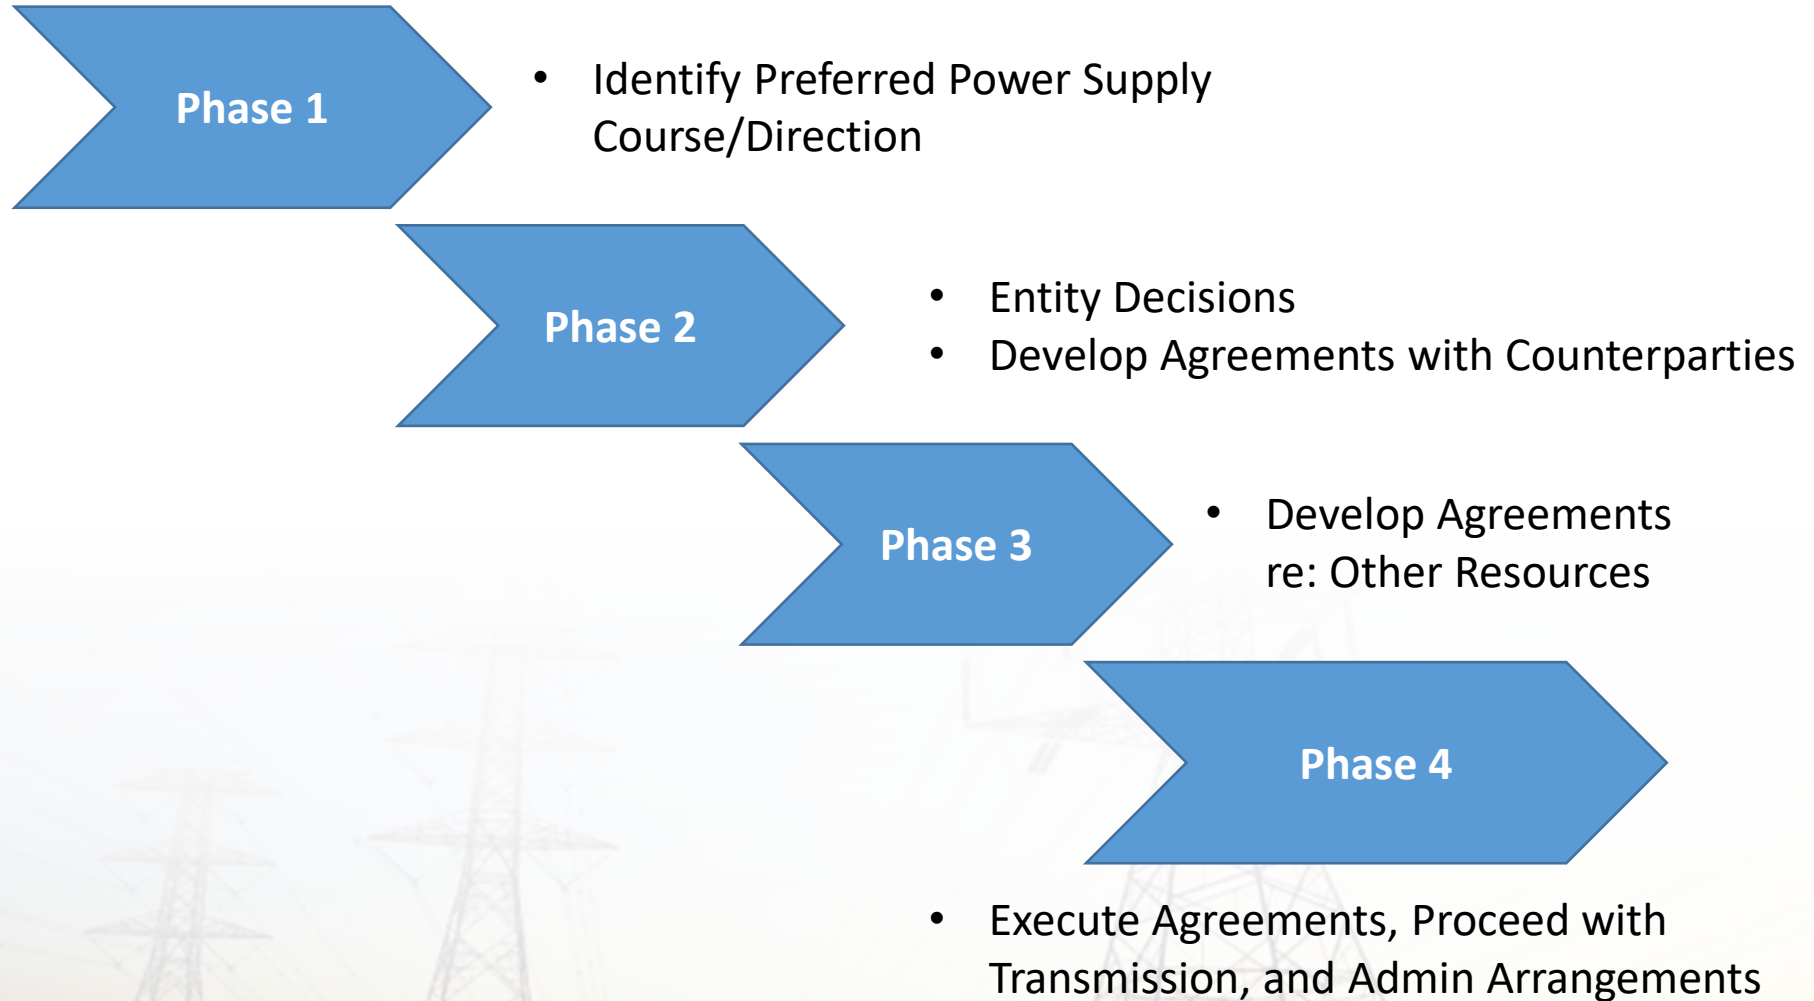 Phase 1
• Identify Preferred Power Supply
Course/Direction
Phase 2
• Entity Decisions
• Develop Agreements with Counterparties
Phase 3
• Develop Agreements
re: Other Resources
Phase 4
• Execute Agreements, Proceed with
Transmission, and Admin Arrangements